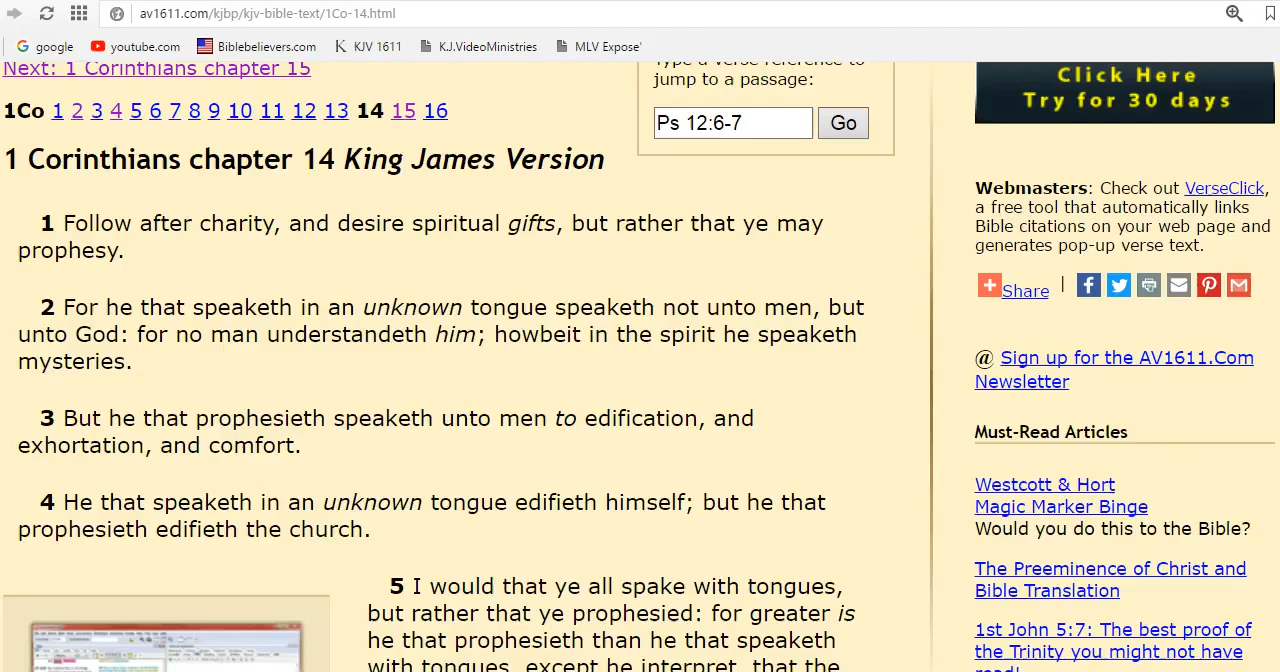 av1611.com/kjbp/kjv-bible-text/1Co-14.html
google youtube.com Biblebelievers.com KJV 1611 K.J.VideoMinistries MLV Expose'
Next: 1 Corinthians chapter 15
1Co 1 2 3 4 5 6 7 8 9 10 11 12 13 14 15 16
1 Corinthians chapter 14 King James Version
Type a verse reference to
jump to a passage:
Ps 12:6-7 Go
1 Follow after charity, and desire spiritual gifts, but rather that ye may
prophesy.
2 For he that speaketh in an unknown tongue speaketh not unto men, but
unto God: for no man understandeth him; howbeit in the spirit he speaketh
mysteries.
3 But he that prophesieth speaketh unto men to edification, and
exhortation, and comfort.
4 He that speaketh in an unknown tongue edifieth himself; but he that
prophesieth edifieth the church.
5 I would that ye all spake with tongues,
but rather that ye prophesied: for greater is
he that prophesieth than he that speaketh
with tongues, except he interpret, that the
Click Here
Try for 30 days
Webmasters: Check out VerseClick,
a free tool that automatically links
Bible citations on your web page and
generates pop-up verse text.
Share |
@ Sign up for the AV1611.Com
Newsletter
Must-Read Articles
Westcott & Hort
Magic Marker Binge
Would you do this to the Bible?
The Preeminence of Christ and
Bible Translation
1st John 5:7: The best proof of
the Trinity you might not have
read!